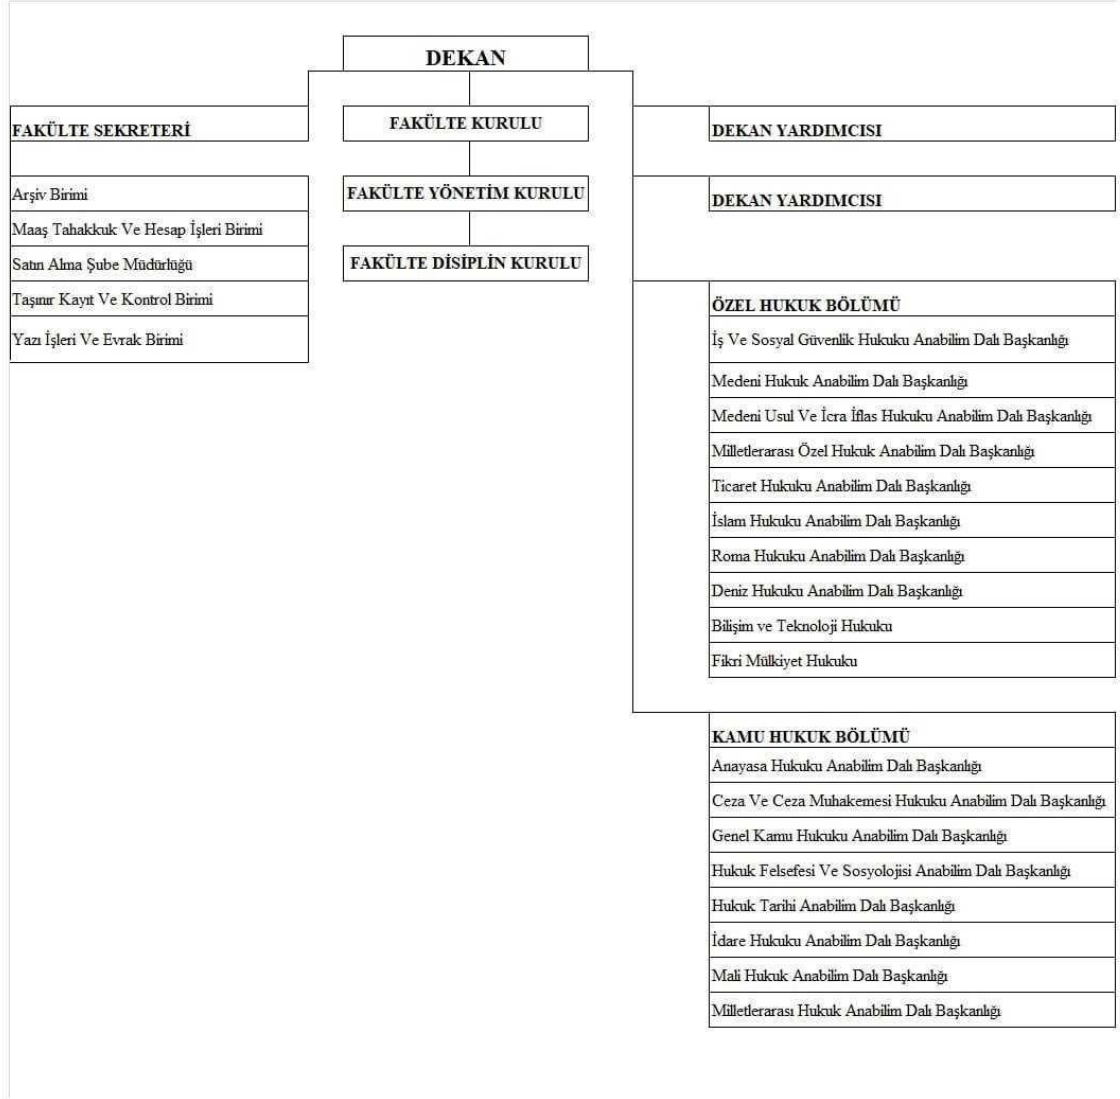 DEKAN
FAKÜLTE SEKRETERİ
Arşiv Birimi
Maaş Tahakkuk Ve Hesap İşleri Birimi
Satın Alma Şube Müdürlüğü
Taşınır Kayıt Ve Kontrol Birimi
Yazı İşleri Ve Evrak Birimi
FAKÜLTE KURULU
FAKÜLTE YÖNETİM KURULU
FAKÜLTE DİSİPLİN KURULU
DEKAN YARDIMCISI
DEKAN YARDIMCISI
ÖZEL HUKUK BÖLÜMÜ
İş Ve Sosyal Güvenlik Hukuku Anabilim Dalı Başkanlığı
Medeni Hukuk Anabilim Dalı Başkanlığı
Medeni Usul Ve İcra İflas Hukuku Anabilim Dalı Başkanlığı
Milletlerarası Özel Hukuk Anabilim Dalı Başkanlığı
Ticaret Hukuku Anabilim Dalı Başkanlığı
İslam Hukuku Anabilim Dalı Başkanlığı
Roma Hukuku Anabilim Dalı Başkanlığı
Deniz Hukuku Anabilim Dalı Başkanlığı
Bilişim ve Teknoloji Hukuku
Fikri Mülkiyet Hukuku
KAMU HUKUK BÖLÜMÜ
Anayasa Hukuku Anabilim Dalı Başkanlığı
Ceza Ve Ceza Muhakemesi Hukuku Anabilim Dalı Başkanlığı
Genel Kamu Hukuku Anabilim Dalı Başkanlığı
Hukuk Felsefesi Ve Sosyolojisi Anabilim Dalı Başkanlığı
Hukuk Tarihi Anabilim Dalı Başkanlığı
İdare Hukuku Anabilim Dalı Başkanlığı
Mali Hukuk Anabilim Dalı Başkanlığı
Milletlerarası Hukuk Anabilim Dalı Başkanlığı